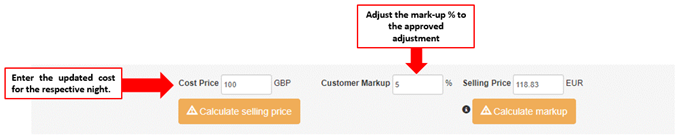 Adjust the mark-up % to
the approved
adjustment
Enter the updated cost
for the respective night.
Cost Price 100 GBP Customer Markup 5 % Selling Price 118.83 EUR
Calculate selling price Calculate markup